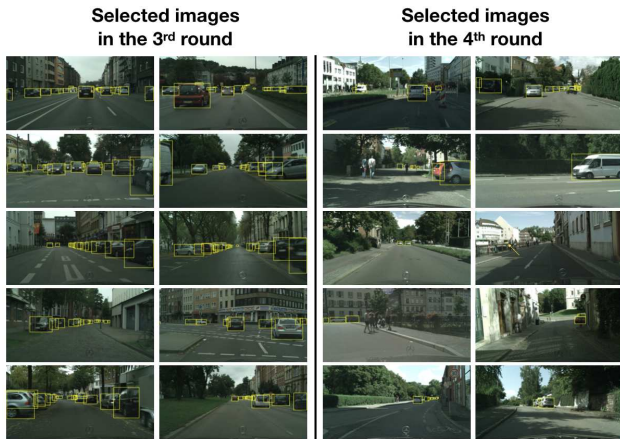 Selected images
in the 3rd round
Selected images
in the 4th round